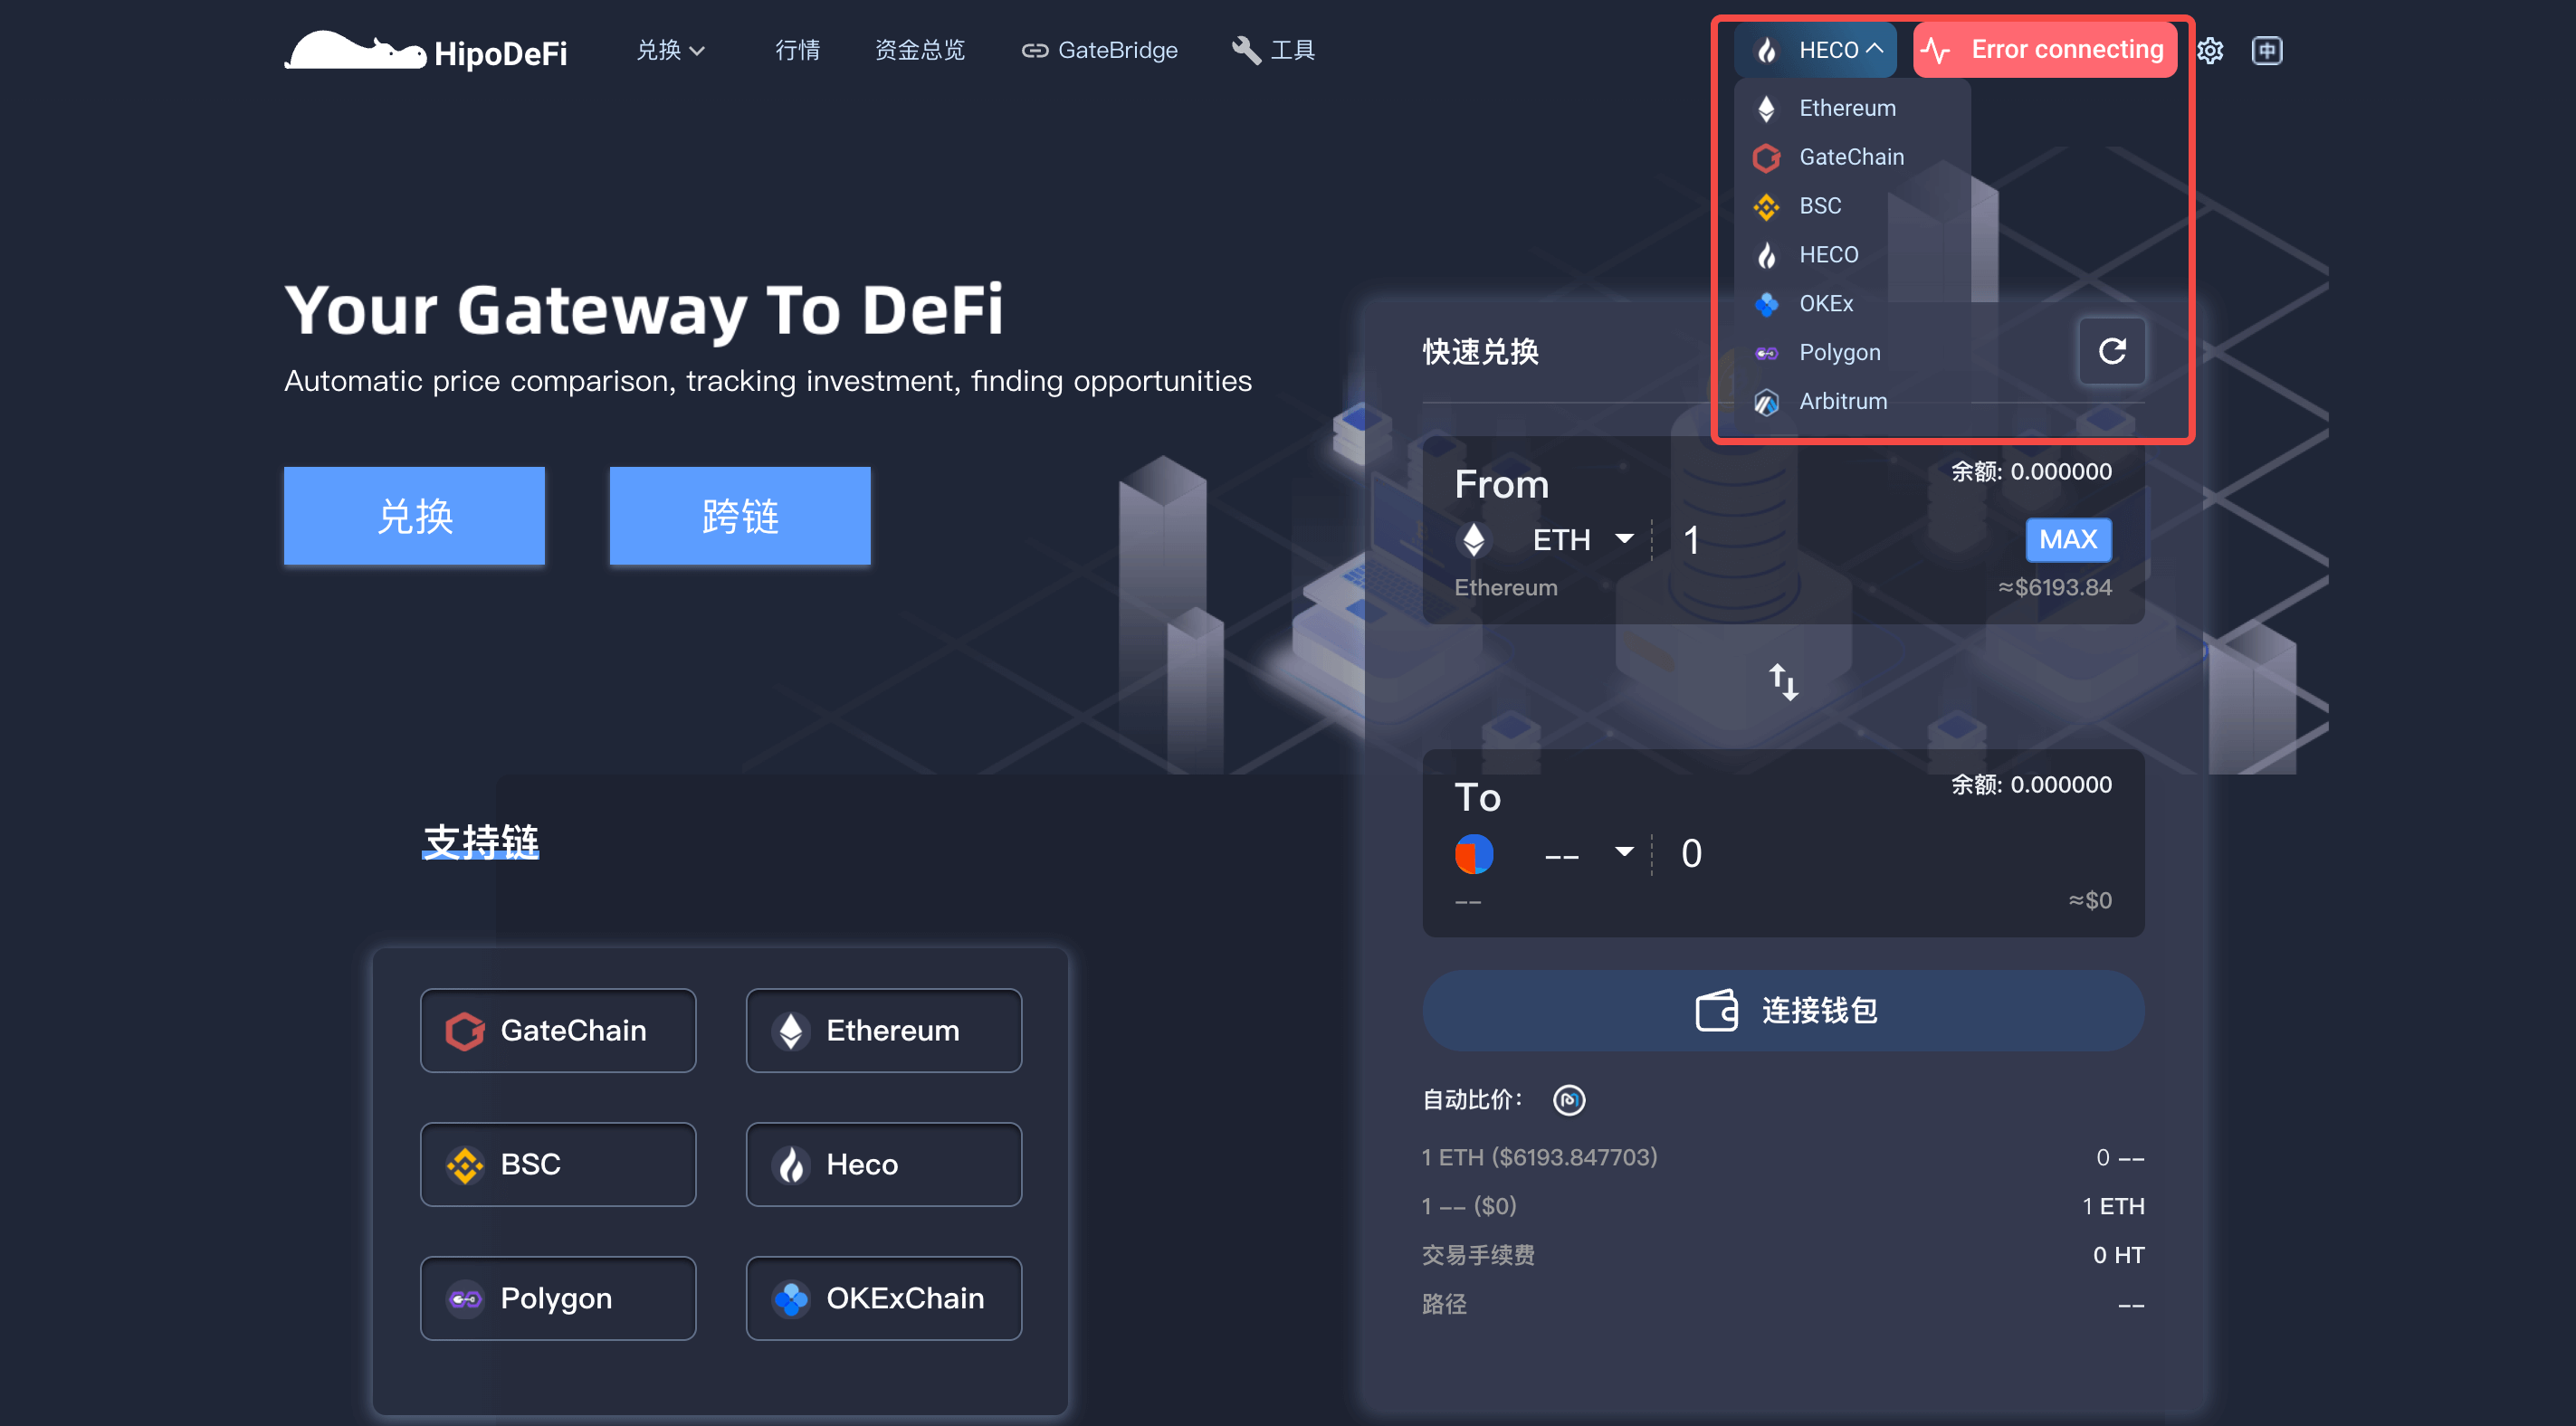 HipoDeFi
兑换
行情
资金总览
GateBridge
工具
HECO
Error connecting
中
Ethereum
GateChain
BSC
HECO
OKEx
Polygon
Arbitrum
Your Gateway To DeFi
Automatic price comparison, tracking investment, finding opportunities
兑换
跨链
快速兑换
From
余额: 0.000000
ETH
1
MAX
Ethereum
≈$6193.84
To
余额: 0.000000
--
0
--
≈$0
连接钱包
自动比价：
1 ETH ($6193.847703)
0 --
1 -- ($0)
1 ETH
交易手续费
0 HT
路径
--
支持链
GateChain
Ethereum
BSC
Heco
Polygon
OKExChain